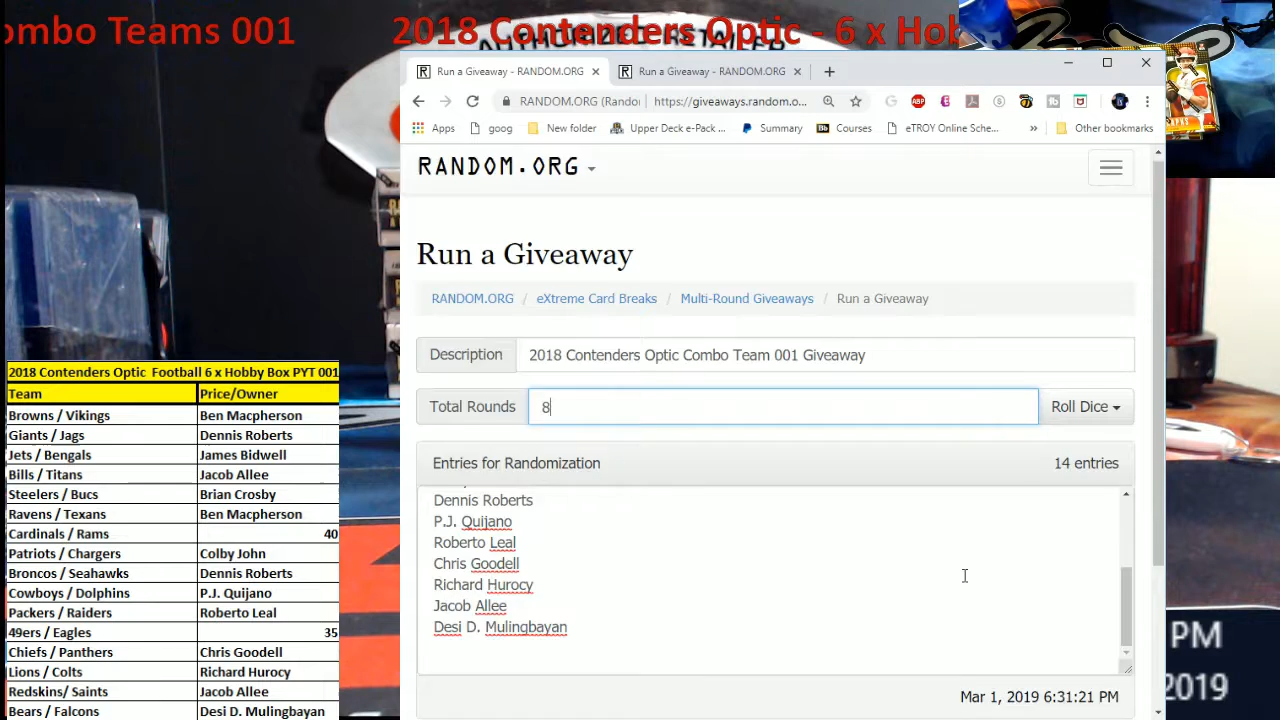 ombo Teams 001 2018 Contenders Optic - 6 x Hob
Run a Giveaway - RANDOM.ORG
Run a Giveaway - RANDOM.ORG
RANDOM.ORG (Rando https://giveaways.random.o...
Apps goog New folder Upper Deck e-Pack ... Summary Courses eTROY Online Sche... » Other bookmarks
RANDOM.ORG
Run a Giveaway
RANDOM.ORG / eXtreme Card Breaks / Multi-Round Giveaways / Run a Giveaway
Description 2018 Contenders Optic Combo Team 001 Giveaway
Total Rounds 8 Roll Dice
Entries for Randomization 14 entries
Dennis Roberts
P.J. Quijano
Roberto Leal
Chris Goodell
Richard Hurocy
Jacob Allee
Desi D. Mulingbayan
Mar 1, 2019 6:31:21 PM
2018 Contenders Optic Football 6 x Hobby Box PYT 001
Team Price/Owner
Browns / Vikings Ben Macpherson
Giants / Jags Dennis Roberts
Jets / Bengals James Bidwell
Bills / Titans Jacob Allee
Steelers / Bucs Brian Crosby
Ravens / Texans Ben Macpherson
Cardinals / Rams 40
Patriots / Chargers Colby John
Broncos / Seahawks Dennis Roberts
Cowboys / Dolphins P.J. Quijano
Packers / Raiders Roberto Leal
49ers / Eagles 35
Chiefs / Panthers Chris Goodell
Lions / Colts Richard Hurocy
Redskins/ Saints Jacob Allee
Bears / Falcons Desi D. Mulingbayan
PM
2019